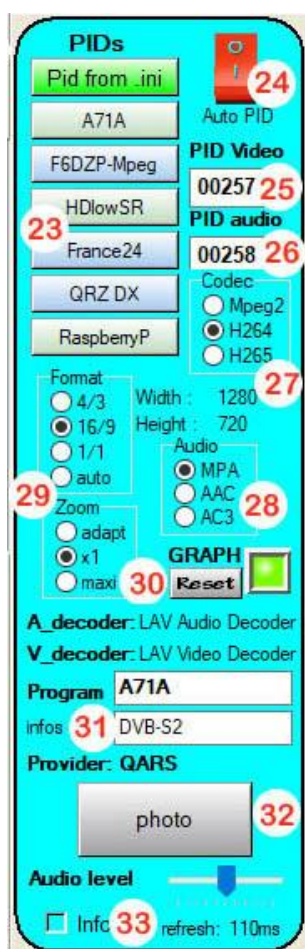 PIDs
Pid from .ini
A71A
F6DZP-Mpeg
HDlowSR
23
France24
QRZ DX
RaspberryP
O
I
24
Auto PID
PID Video
00257
25
PID audio
00258
26
Codec
Mpeg2
H264
H265
27
Format
4/3
16/9
1/1
auto
29
Width : 1280
Height : 720
Audio
MPA
AAC
AC3
28
Zoom
adapt
x1
maxi
30
GRAPH
Reset
A_decoder: LAV Audio Decoder
V_decoder: LAV Video Decoder
Program A71A
infos 31 DVB-S2
Provider: QARS
photo
32
Audio level
Info 33 refresh: 110ms